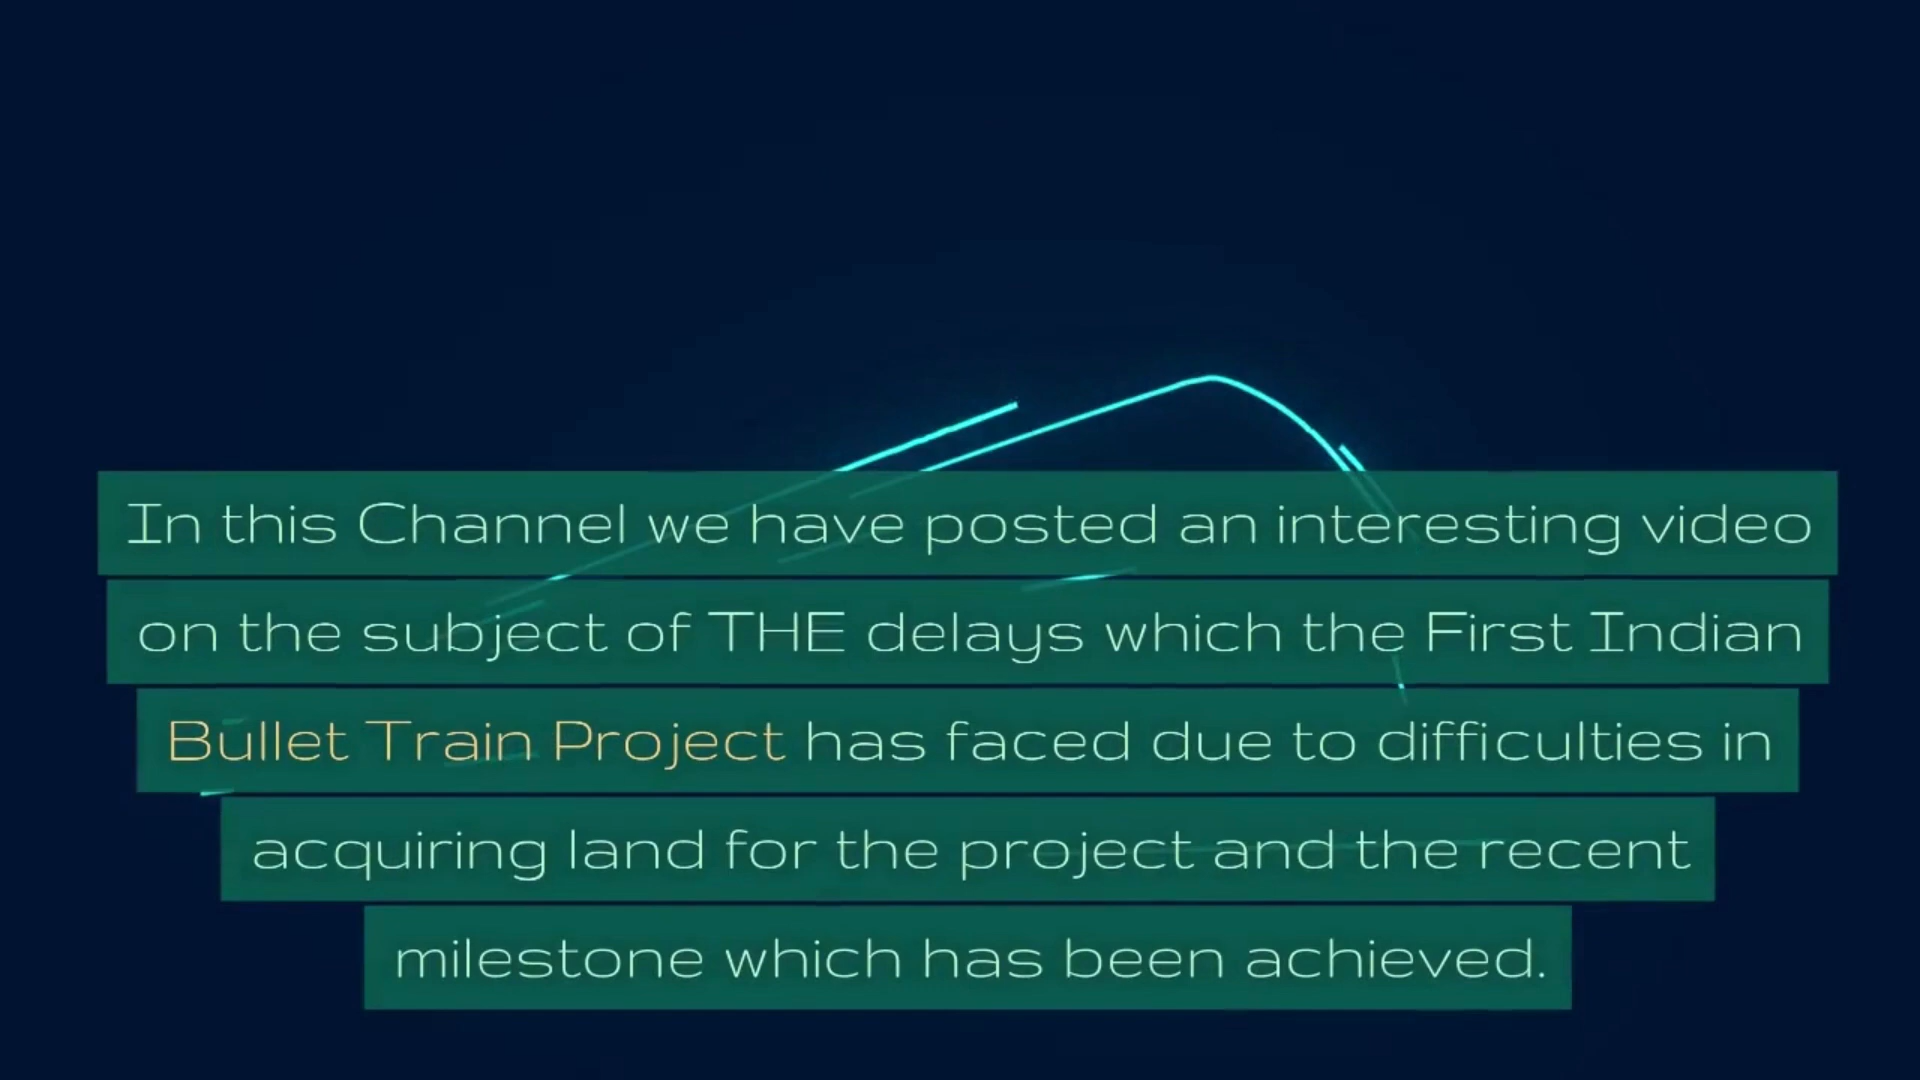 In this Channel we have posted an interesting video
on the subject of THE delays which the First Indian
Bullet Train Project has faced due to difficulties in
acquiring land for the project and the recent
milestone which has been achieved.